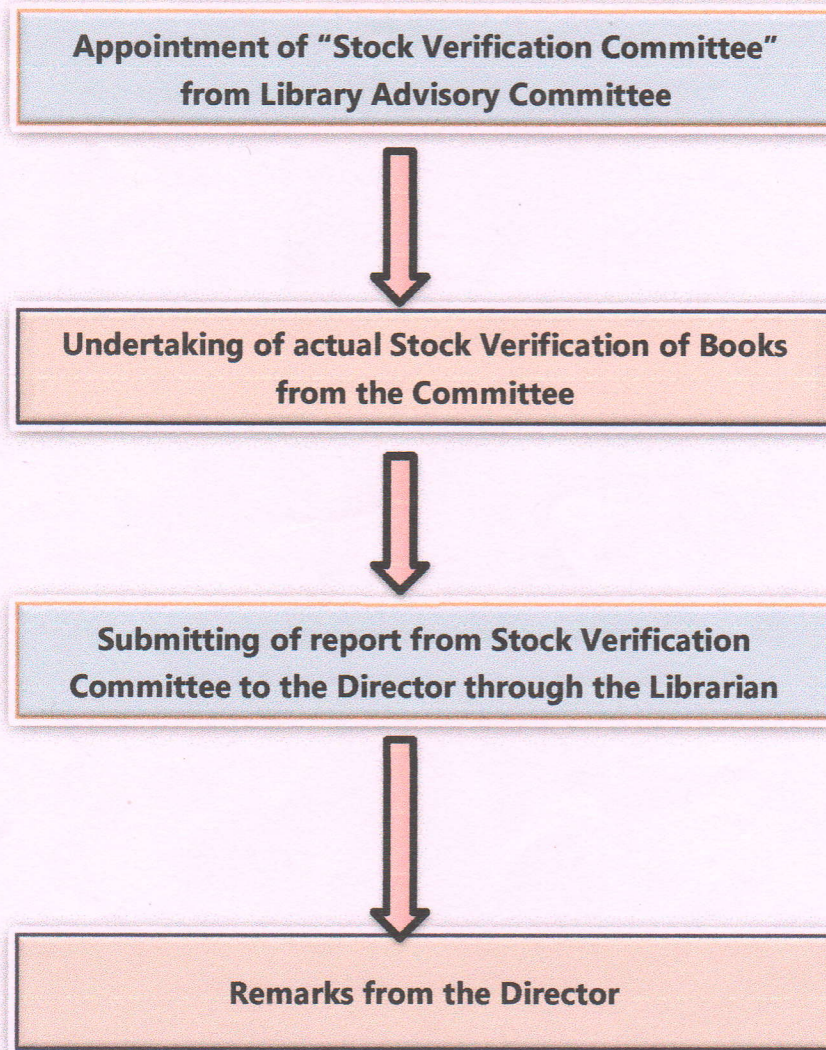 Appointment of “Stock Verification Committee”
from Library Advisory Committee
Undertaking of actual Stock Verification of Books
from the Committee
Submitting of report from Stock Verification
Committee to the Director through the Librarian
Remarks from the Director